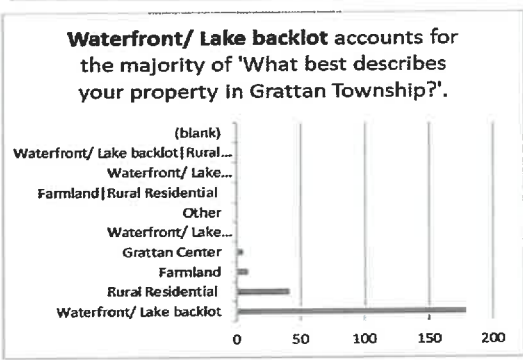 Waterfront/ Lake backlot accounts for
the majority of 'What best describes
your property in Grattan Township?'.
(blank)
Waterfront/ Lake backlot|Rural...
Waterfront/ Lake...
Farmland|Rural Residential
Other
Waterfront/ Lake...
Grattan Center
Farmland
Rural Residential
Waterfront/ Lake backlot
0 50 100 150 200